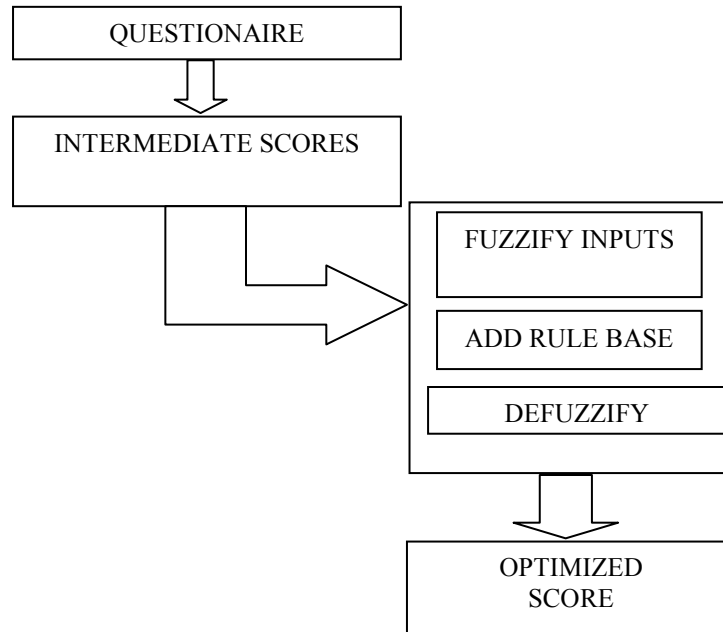 QUESTIONAIRE
INTERMEDIATE SCORES
FUZZIFY INPUTS
ADD RULE BASE
DEFUZZIFY
OPTIMIZED
SCORE